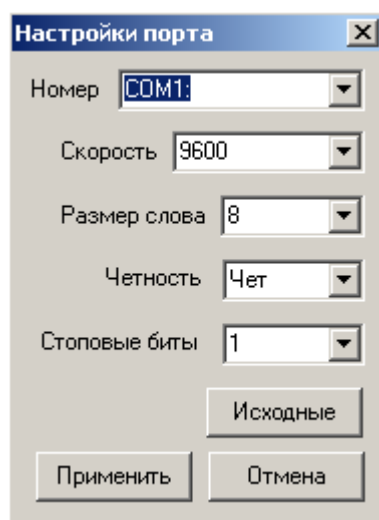 Настройки порта
Номер COM1:
Скорость 9600
Размер слова 8
Четность Чет
Стоповые биты 1
Исходные
Применить Отмена